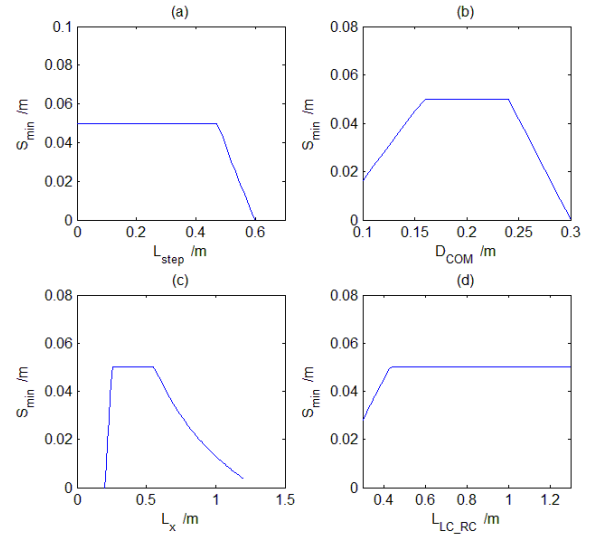 (a)
0.1
0.08
0.06
0.04
0.02
0
S_min /m
0 0.2 0.4 0.6
L_step /m
(b)
0.08
0.06
0.04
0.02
0
S_min /m
0.1 0.15 0.2 0.25 0.3
D_COM /m
(c)
0.08
0.06
0.04
0.02
0
S_min /m
0 0.5 1 1.5
L_x /m
(d)
0.08
0.06
0.04
0.02
0
S_min /m
0.4 0.6 0.8 1 1.2
L_LC_RC /m